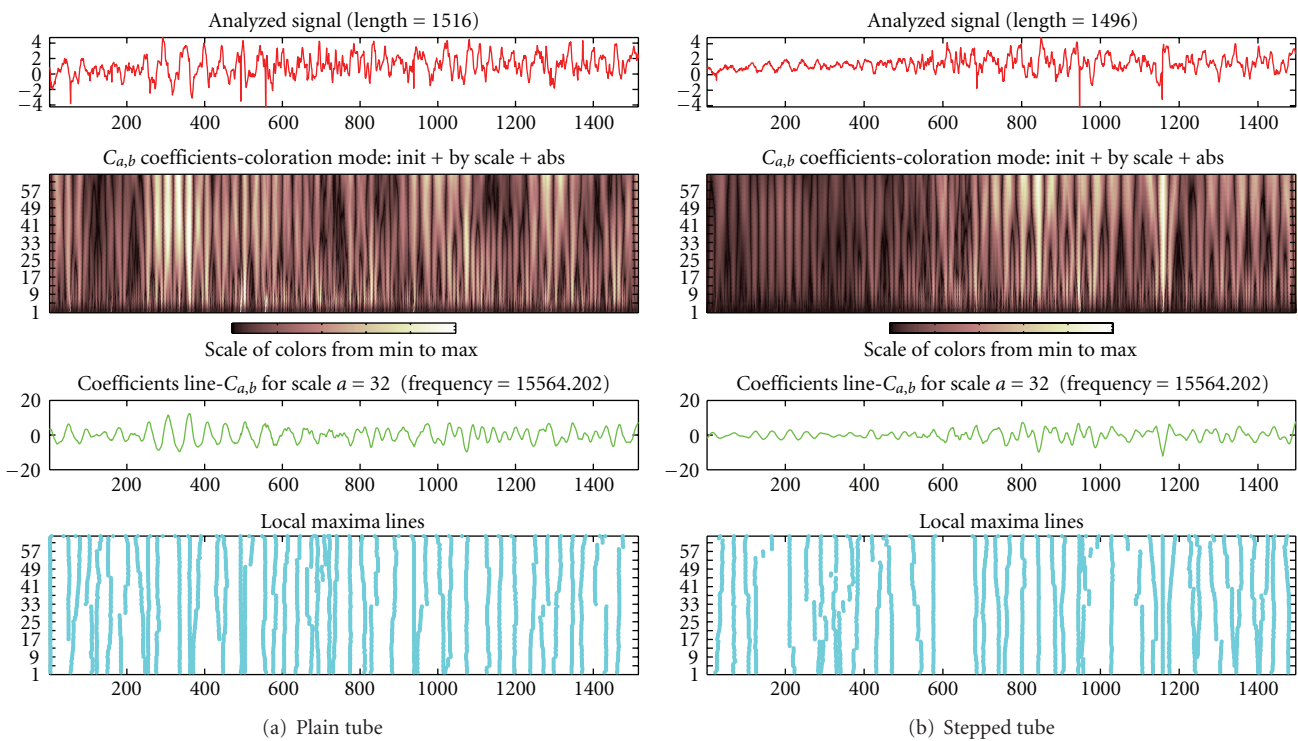 Analyzed signal (length = 1516)
4
2
0
−2
−4
200 400 600 800 1000 1200 1400
Ca,b coefficients-coloration mode: init + by scale + abs
57
49
41
33
25
17
9
1
Scale of colors from min to max
Coefficients line-Ca,b for scale a = 32 (frequency = 15564.202)
20
0
−20
200 400 600 800 1000 1200 1400
Local maxima lines
57
49
41
33
25
17
9
1
200 400 600 800 1000 1200 1400
(a) Plain tube
Analyzed signal (length = 1496)
4
2
0
−2
−4
200 400 600 800 1000 1200 1400
Ca,b coefficients-coloration mode: init + by scale + abs
57
49
41
33
25
17
9
1
Scale of colors from min to max
Coefficients line-Ca,b for scale a = 32 (frequency = 15564.202)
20
0
−20
200 400 600 800 1000 1200 1400
Local maxima lines
57
49
41
33
25
17
9
1
200 400 600 800 1000 1200 1400
(b) Stepped tube